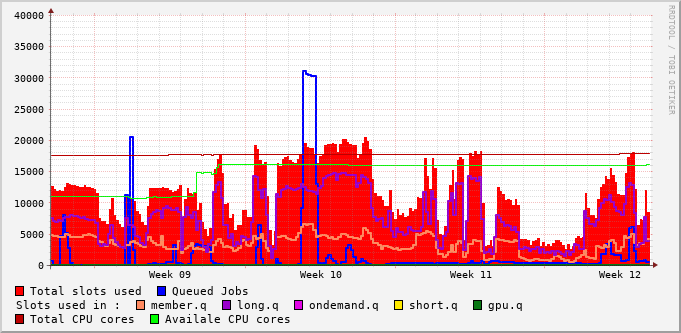 40000
35000
30000
25000
20000
15000
10000
5000
0
Week 09 Week 10 Week 11 Week 12
RRDTOOL / TOBI OETIKER
Total slots used Queued Jobs
Slots used in : member.q long.q ondemand.q short.q gpu.q
Total CPU cores Availale CPU cores